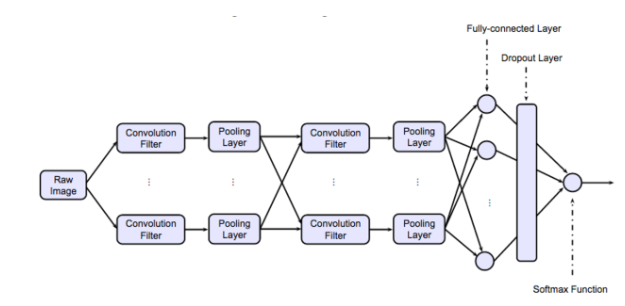 Fully-connected Layer
Dropout Layer
Convolution
Filter
Pooling
Layer
Convolution
Filter
Pooling
Layer
Raw
Image
Convolution
Filter
Pooling
Layer
Convolution
Filter
Pooling
Layer
Softmax Function